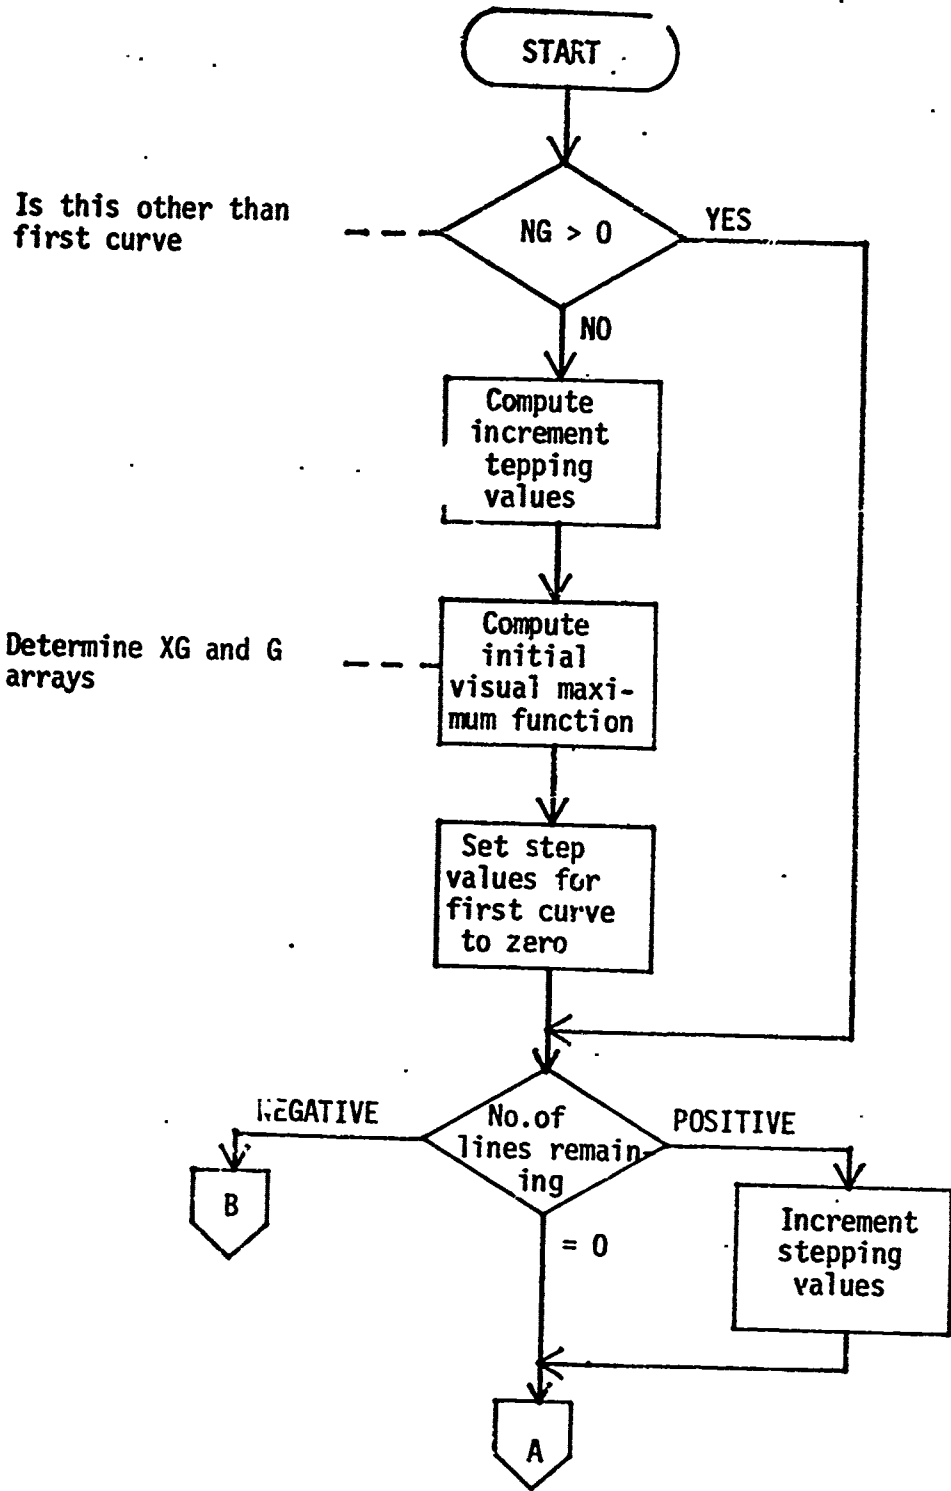 START
Is this other than
first curve
NG > 0
YES
NO
Compute
increment
tepping
values
Determine XG and G
arrays
Compute
initial
visual maxi-
mum function
Set step
values for
first curve
to zero
NEGATIVE
No.of
lines remain-
ing
POSITIVE
B
= 0
Increment
stepping
values
A